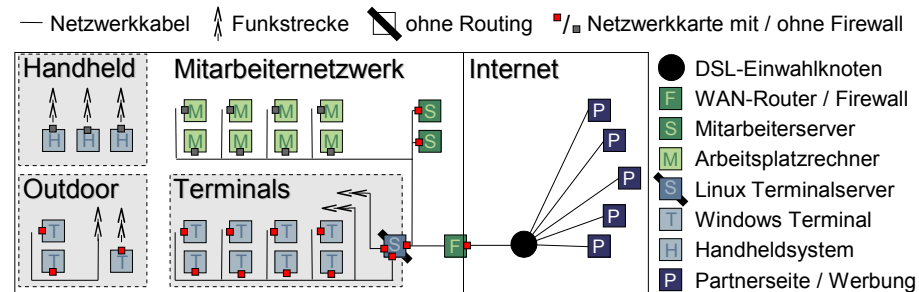 Netzwerkkabel Funkstrecke ohne Routing / Netzwerkkarte mit / ohne Firewall
Handheld Mitarbeiternetzwerk Internet
M M M M S
H H H M M M M S
Outdoor Terminals
T T T T T
T T T T T T S F
P
P
P
P
P
DSL-Einwahlknoten
F WAN-Router / Firewall
S Mitarbeiterserver
M Arbeitsplatzrechner
S Linux Terminalserver
T Windows Terminal
H Handheldsystem
P Partnerseite / Werbung